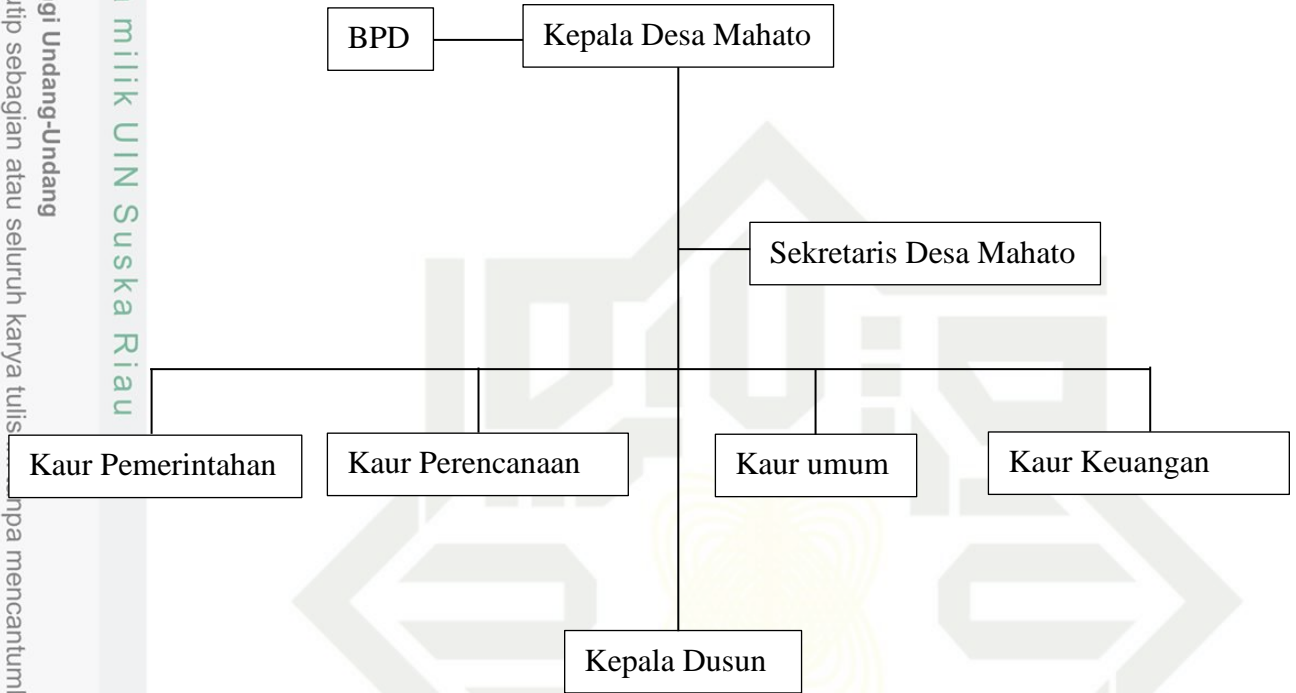 BPD
Kepala Desa Mahato
Sekretaris Desa Mahato
Kaur Pemerintahan
Kaur Perencanaan
Kaur umum
Kaur Keuangan
Kepala Dusun
milik UIN Suska Riau
gi Undang-Undang
utip sebagian atau seluruh karya tulis npa mencantum